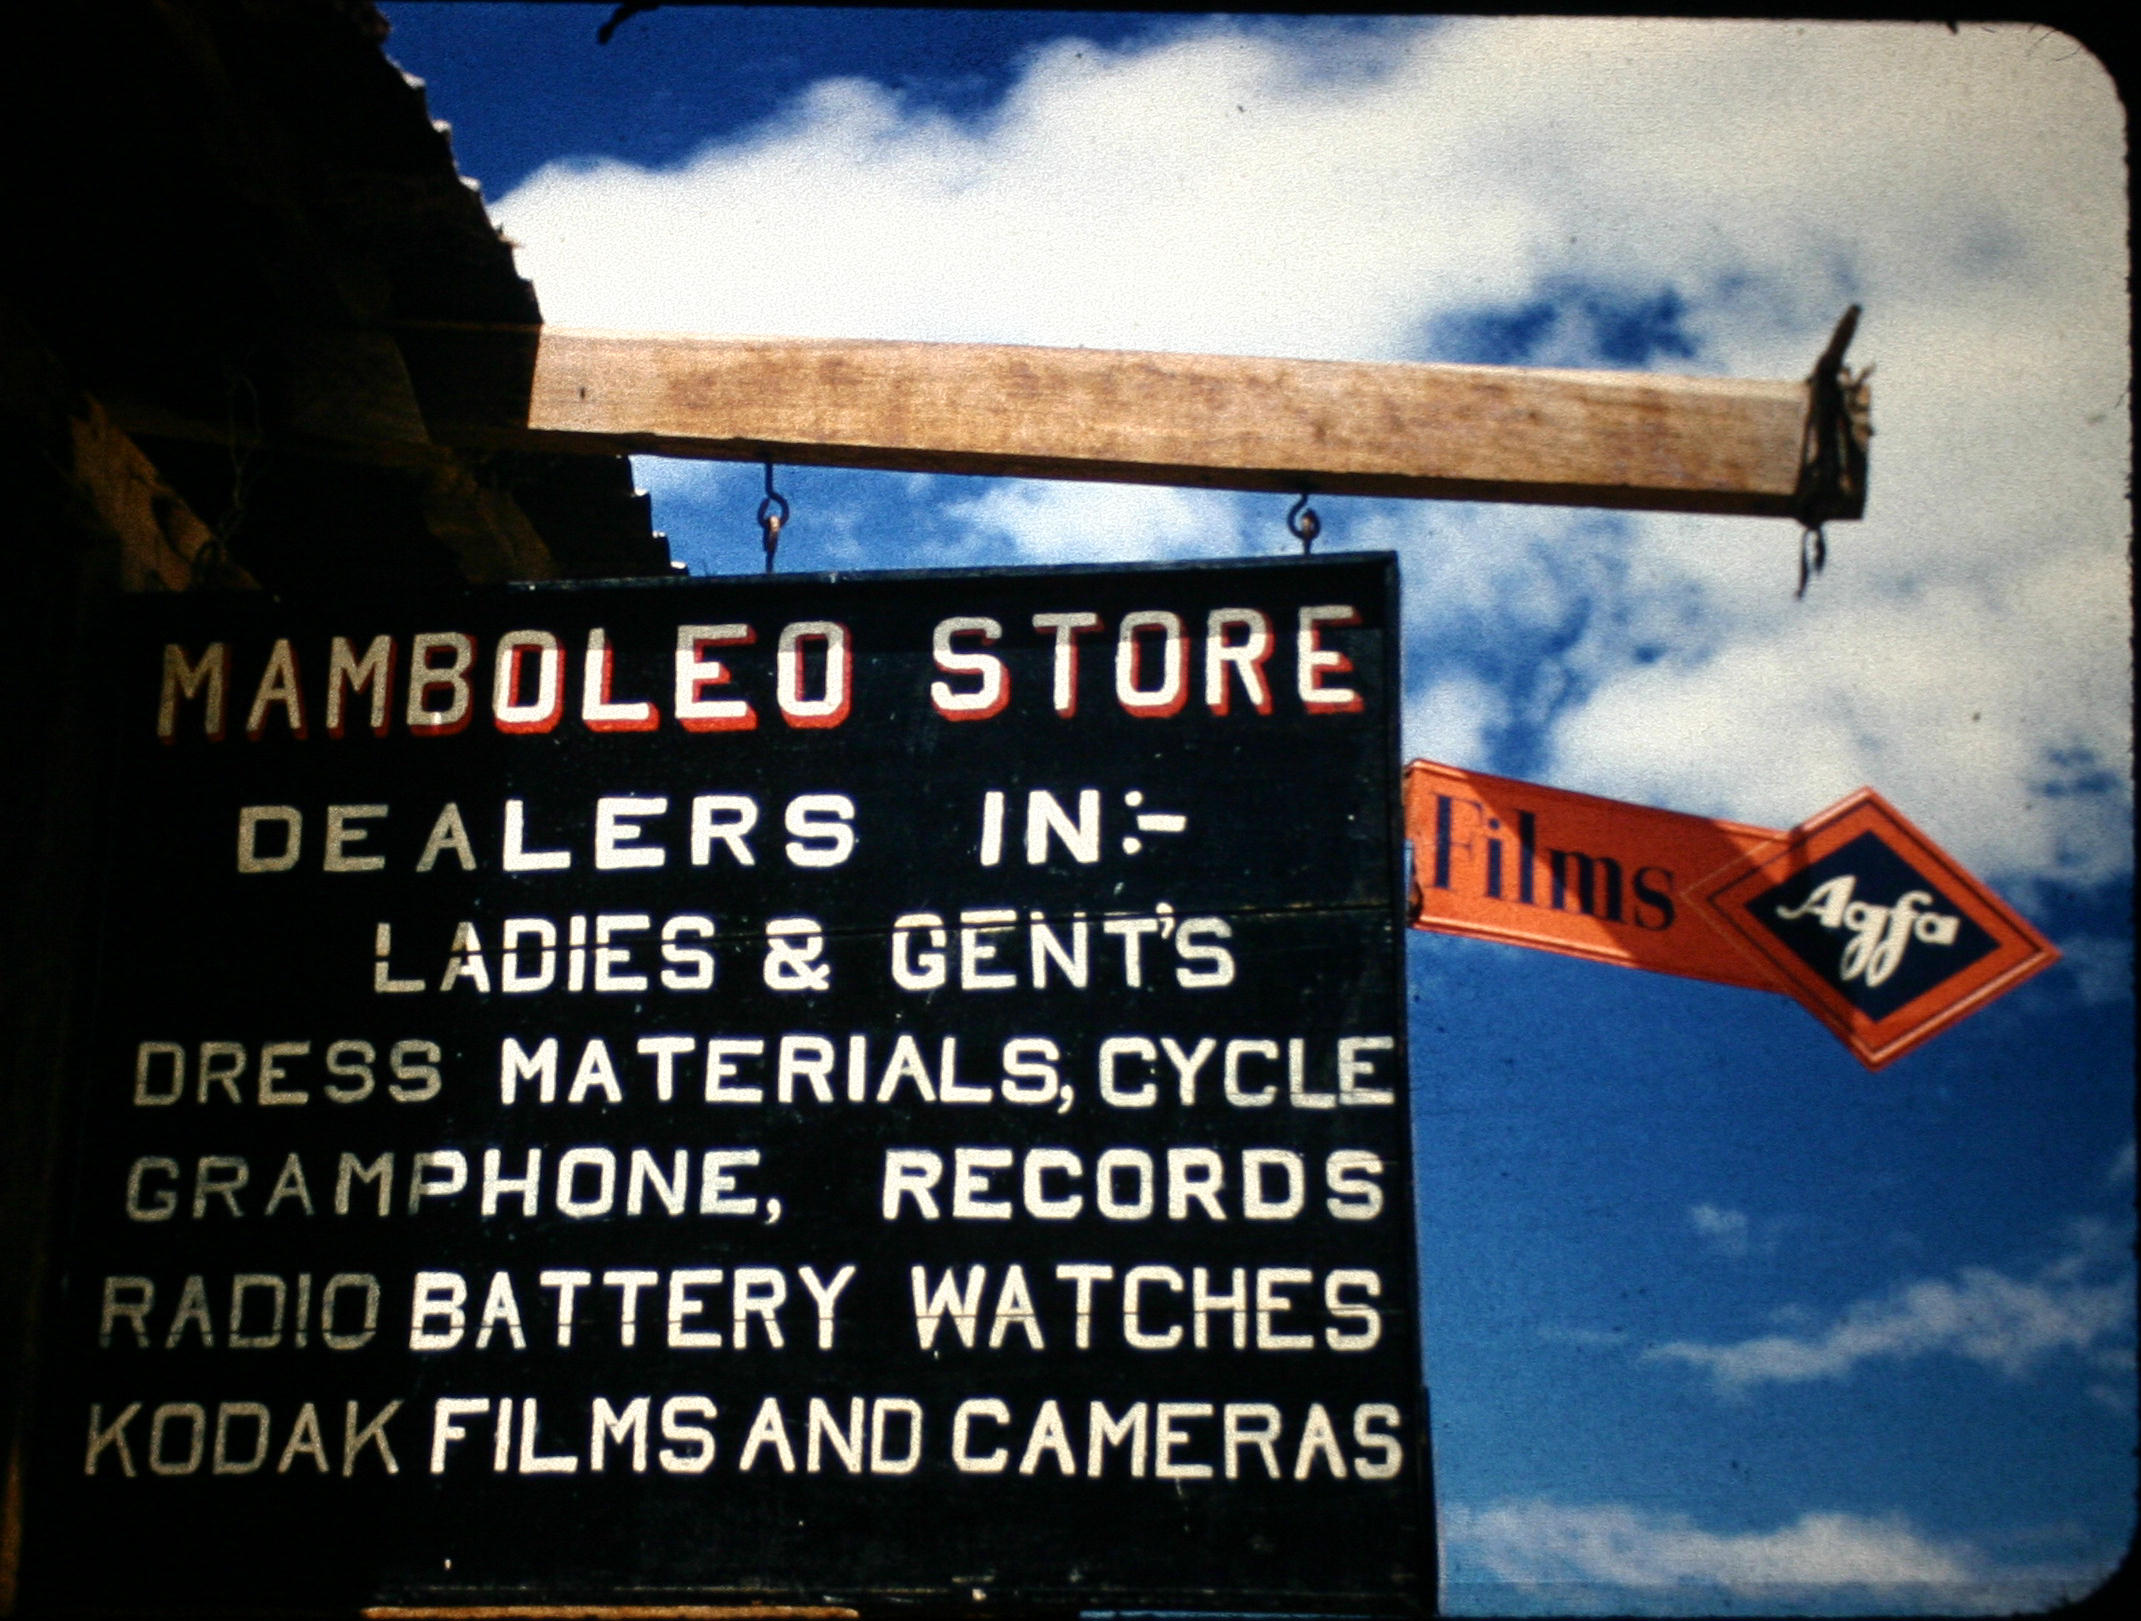 MAMBOLEO STORE
DEALERS IN:-
LADIES & GENT'S
DRESS MATERIALS, CYCLE
GRAMPHONE, RECORDS
RADIO BATTERY WATCHES
KODAK FILMS AND CAMERAS
Films Agfa